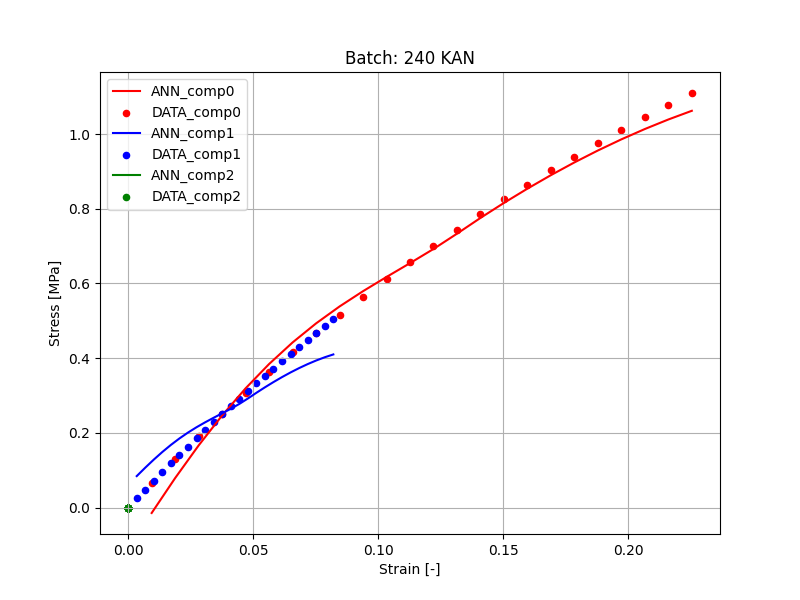 Batch: 240 KAN
ANN_comp0
DATA_comp0
ANN_comp1
DATA_comp1
ANN_comp2
DATA_comp2
1.0
0.8
0.6
0.4
0.2
0.0
Stress [MPa]
0.00 0.05 0.10 0.15 0.20
Strain [-]